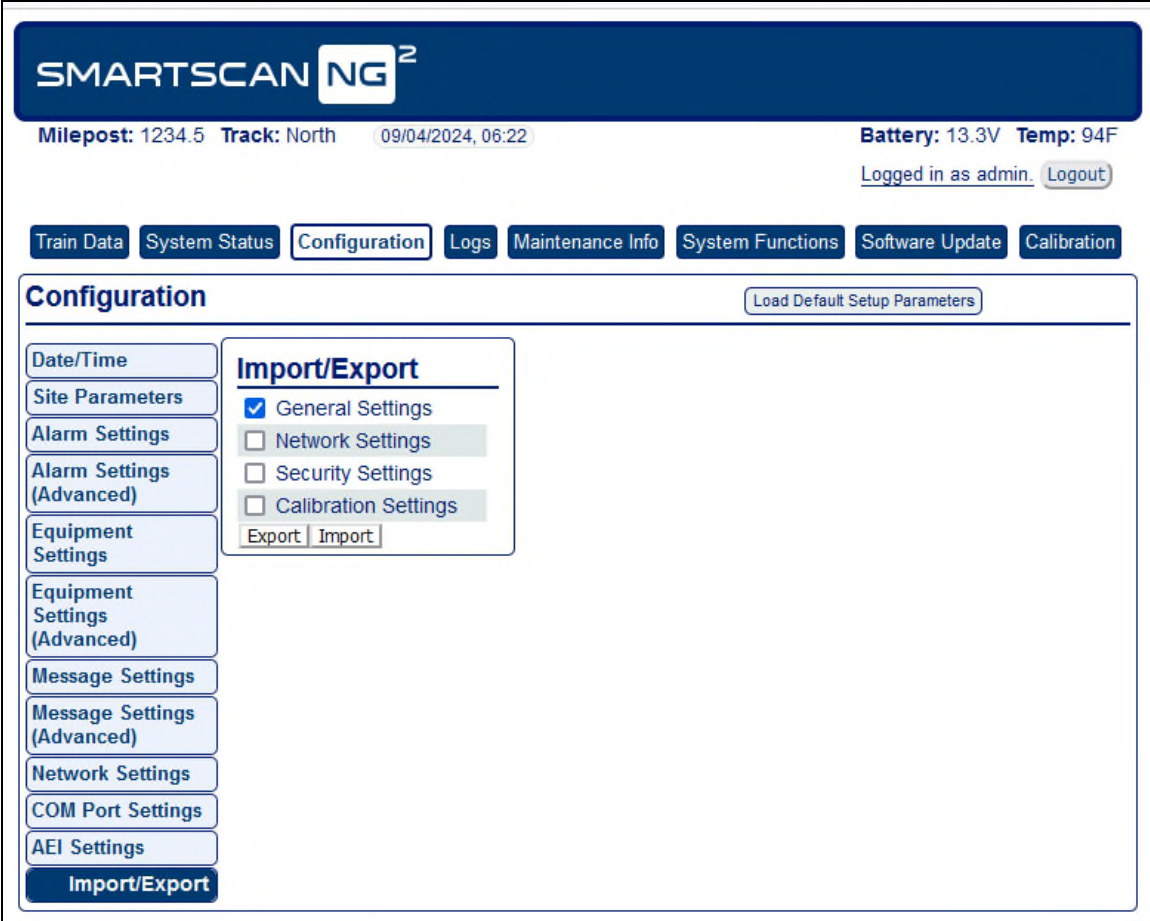 SMARTSCAN NG2
Milepost: 1234.5 Track: North 09/04/2024, 06:22 Battery: 13.3V Temp: 94F
Logged in as admin. Logout
Train Data System Status Configuration Logs Maintenance Info System Functions Software Update Calibration
Configuration Load Default Setup Parameters
Date/Time
Site Parameters
Alarm Settings
Alarm Settings
(Advanced)
Equipment
Settings
Equipment
Settings
(Advanced)
Message Settings
Message Settings
(Advanced)
Network Settings
COM Port Settings
AEI Settings
Import/Export
Import/Export
General Settings
Network Settings
Security Settings
Calibration Settings
Export Import